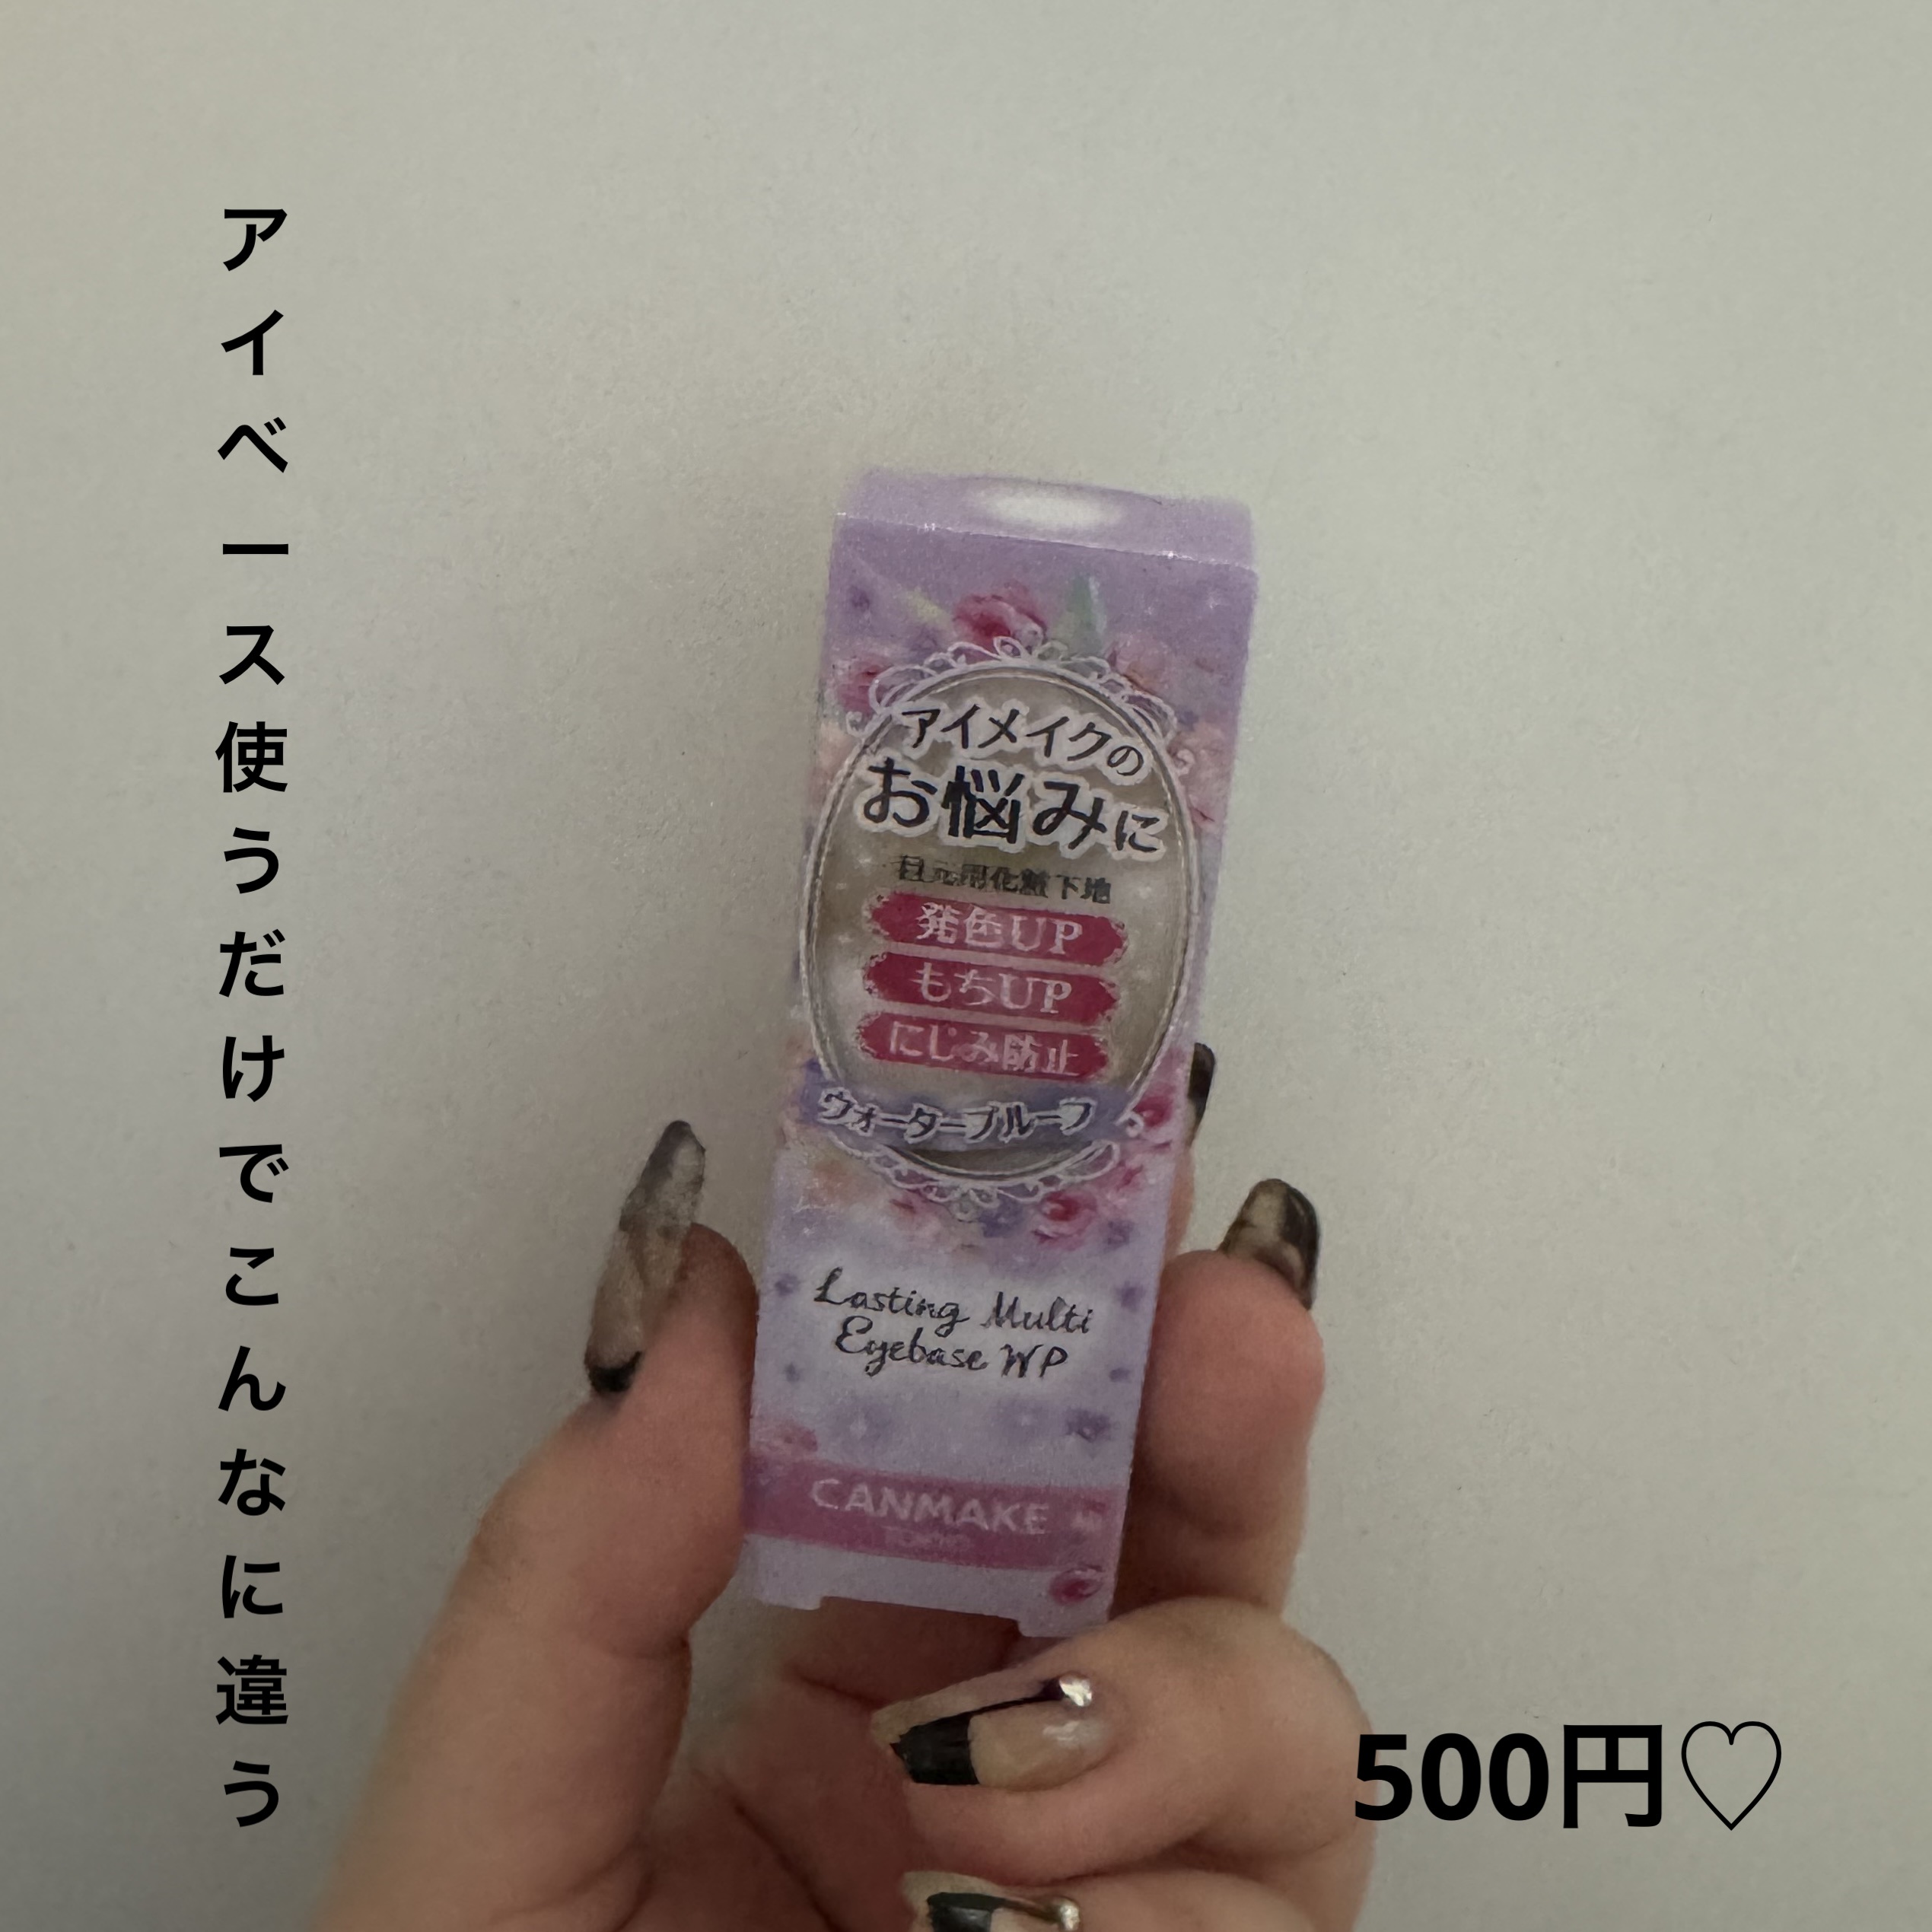 アイベース使うだけでこんなに違う
アイメイクの
お悩みに
目元用化粧下地
発色UP
もちUP
にじみ防止
ウォータープルーフ
Lasting Multi
Eyebase WP
CANMAKE
TOKYO
500円♡